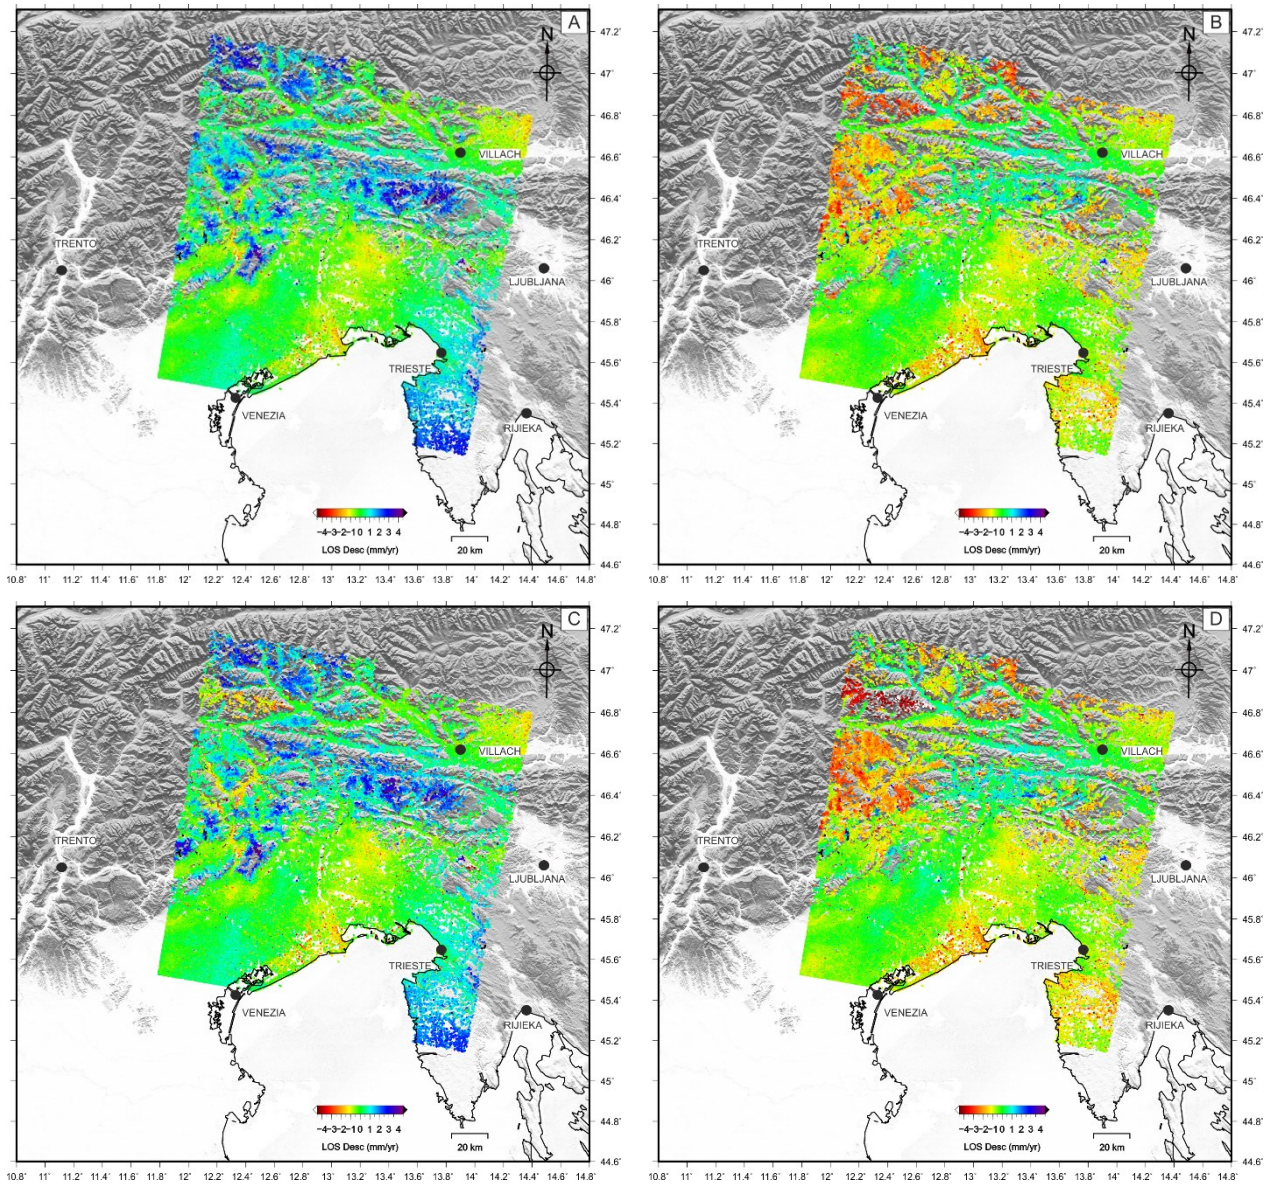 A
N
47.2°
47°
46.8°
46.6°
46.4°
46.2°
46°
45.8°
45.6°
45.4°
45.2°
45°
44.8°
44.6°
VILLACH
TRENTO
LJUBLJANA
TRIESTE
VENEZIA
RIJIEKA
−4−3−2−10 1 2 3 4
LOS Desc (mm/yr)
20 km
10.8° 11° 11.2° 11.4° 11.6° 11.8° 12° 12.2° 12.4° 12.6° 12.8° 13° 13.2° 13.4° 13.6° 13.8° 14° 14.2° 14.4° 14.6° 14.8°
B
N
47.2°
47°
46.8°
46.6°
46.4°
46.2°
46°
45.8°
45.6°
45.4°
45.2°
45°
44.8°
44.6°
VILLACH
TRENTO
LJUBLJANA
TRIESTE
VENEZIA
RIJIEKA
−4−3−2−10 1 2 3 4
LOS Desc (mm/yr)
20 km
10.8° 11° 11.2° 11.4° 11.6° 11.8° 12° 12.2° 12.4° 12.6° 12.8° 13° 13.2° 13.4° 13.6° 13.8° 14° 14.2° 14.4° 14.6° 14.8°
C
N
47.2°
47°
46.8°
46.6°
46.4°
46.2°
46°
45.8°
45.6°
45.4°
45.2°
45°
44.8°
44.6°
VILLACH
TRENTO
LJUBLJANA
TRIESTE
VENEZIA
RIJIEKA
−4−3−2−10 1 2 3 4
LOS Desc (mm/yr)
20 km
10.8° 11° 11.2° 11.4° 11.6° 11.8° 12° 12.2° 12.4° 12.6° 12.8° 13° 13.2° 13.4° 13.6° 13.8° 14° 14.2° 14.4° 14.6° 14.8°
D
N
47.2°
47°
46.8°
46.6°
46.4°
46.2°
46°
45.8°
45.6°
45.4°
45.2°
45°
44.8°
44.6°
VILLACH
TRENTO
LJUBLJANA
TRIESTE
VENEZIA
RIJIEKA
−4−3−2−10 1 2 3 4
LOS Desc (mm/yr)
20 km
10.8° 11° 11.2° 11.4° 11.6° 11.8° 12° 12.2° 12.4° 12.6° 12.8° 13° 13.2° 13.4° 13.6° 13.8° 14° 14.2° 14.4° 14.6° 14.8°